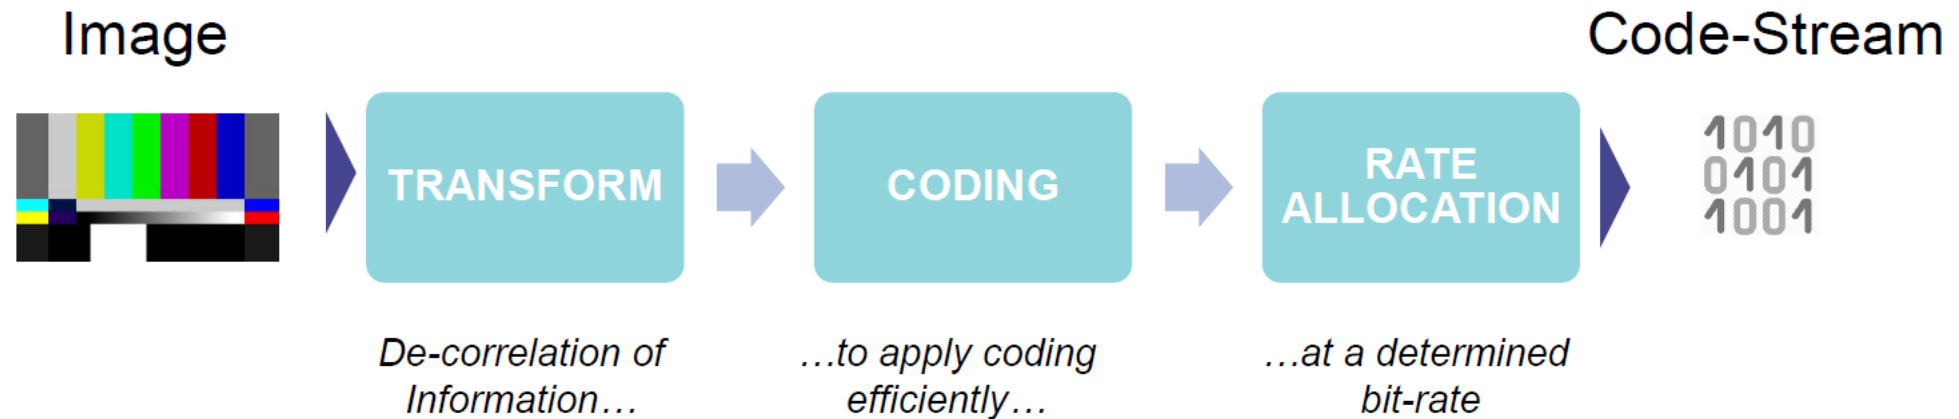 Image
Code-Stream
TRANSFORM
CODING
RATE
ALLOCATION
1010
0101
1001
De-correlation of
Information…
…to apply coding
efficiently…
…at a determined
bit-rate